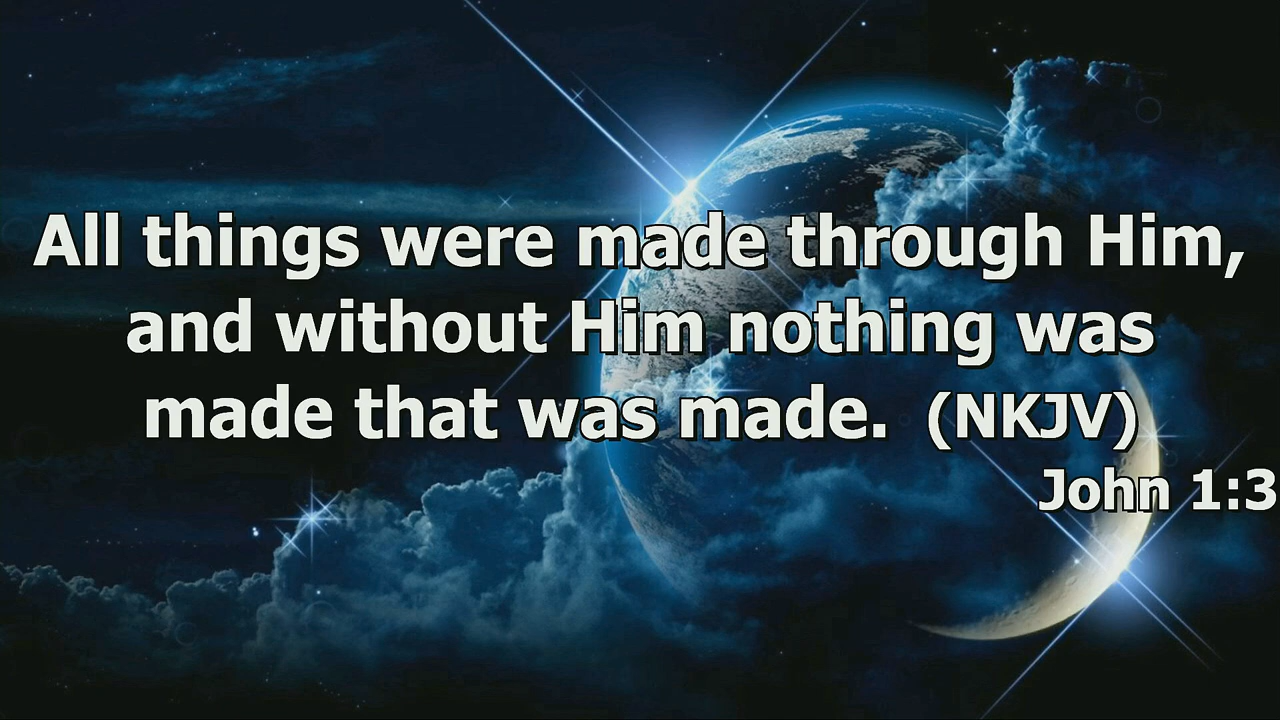 All things were made through Him,
and without Him nothing was
made that was made. (NKJV)
John 1:3